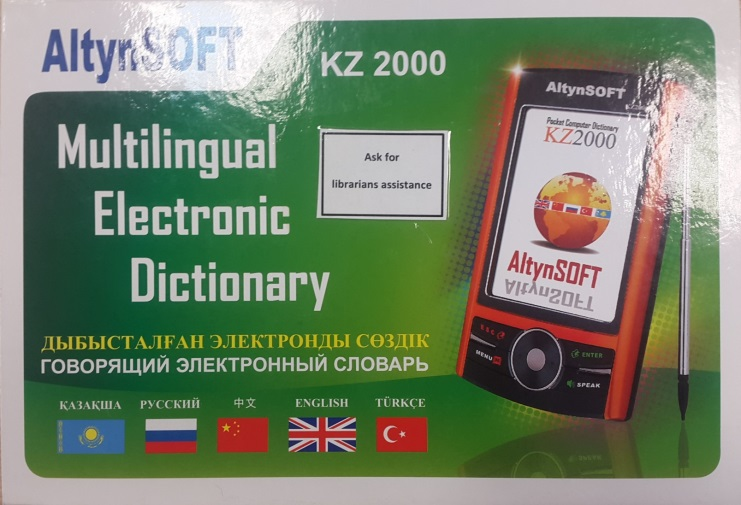 AltynSOFT
KZ 2000
Multilingual
Electronic
Dictionary
Ask for
librarians assistance
ДЫБЫСТАЛҒАН ЭЛЕКТРОНДЫ СӨЗДІК
ГОВОРЯЩИЙ ЭЛЕКТРОННЫЙ СЛОВАРЬ
ҚАЗАҚША РУССКИЙ 中文 ENGLISH TÜRKÇE
AltynSOFT
Pocket Computer Dictionary
KZ2000
AltynSOFT
AltynSOFT
ESC
ENTER
MENU
SPEAK